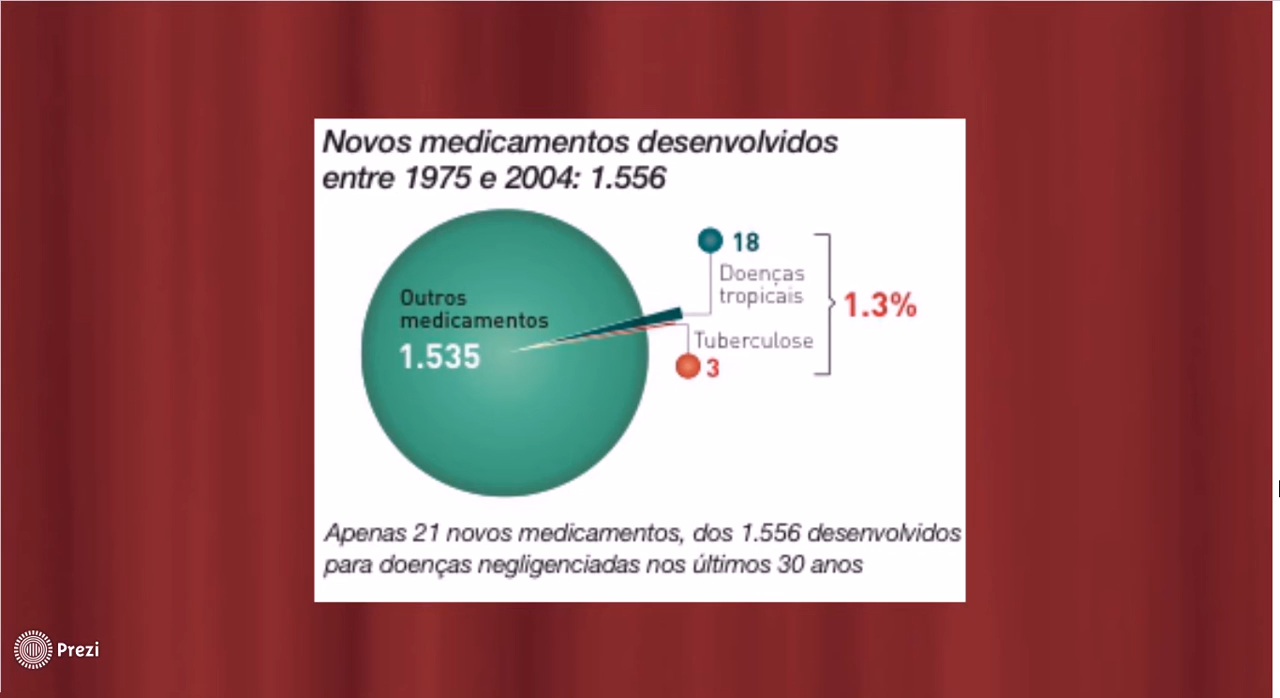 Novos medicamentos desenvolvidos
entre 1975 e 2004: 1.556
Outros
medicamentos
1.535
18
Doenças
tropicais
1.3%
Tuberculose
3
Apenas 21 novos medicamentos, dos 1.556 desenvolvidos
para doenças negligenciadas nos últimos 30 anos
Prezi